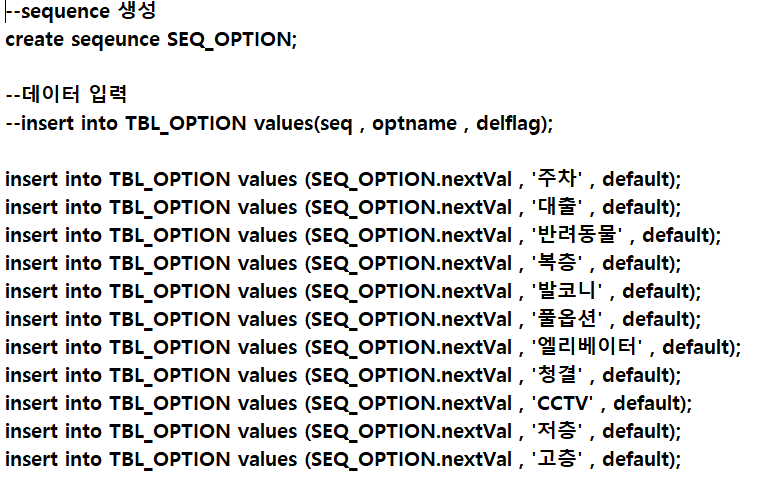 --sequence 생성
create seqeunce SEQ_OPTION;
--데이터 입력
--insert into TBL_OPTION values(seq , optname , delflag);
insert into TBL_OPTION values (SEQ_OPTION.nextVal , '주차' , default);
insert into TBL_OPTION values (SEQ_OPTION.nextVal , '대출' , default);
insert into TBL_OPTION values (SEQ_OPTION.nextVal , '반려동물' , default);
insert into TBL_OPTION values (SEQ_OPTION.nextVal , '복층' , default);
insert into TBL_OPTION values (SEQ_OPTION.nextVal , '발코니' , default);
insert into TBL_OPTION values (SEQ_OPTION.nextVal , '풀옵션' , default);
insert into TBL_OPTION values (SEQ_OPTION.nextVal , '엘리베이터' , default);
insert into TBL_OPTION values (SEQ_OPTION.nextVal , '청결' , default);
insert into TBL_OPTION values (SEQ_OPTION.nextVal , 'CCTV' , default);
insert into TBL_OPTION values (SEQ_OPTION.nextVal , '저층' , default);
insert into TBL_OPTION values (SEQ_OPTION.nextVal , '고층' , default);